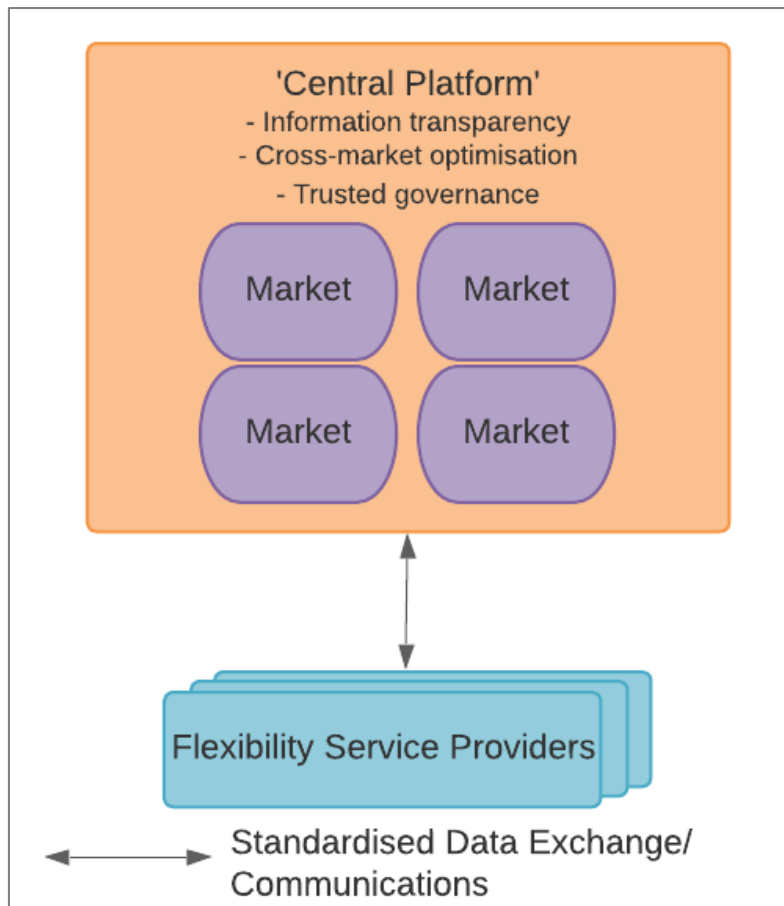 'Central Platform'
- Information transparency
- Cross-market optimisation
- Trusted governance
Market
Market
Market
Market
Flexibility Service Providers
Standardised Data Exchange/
Communications